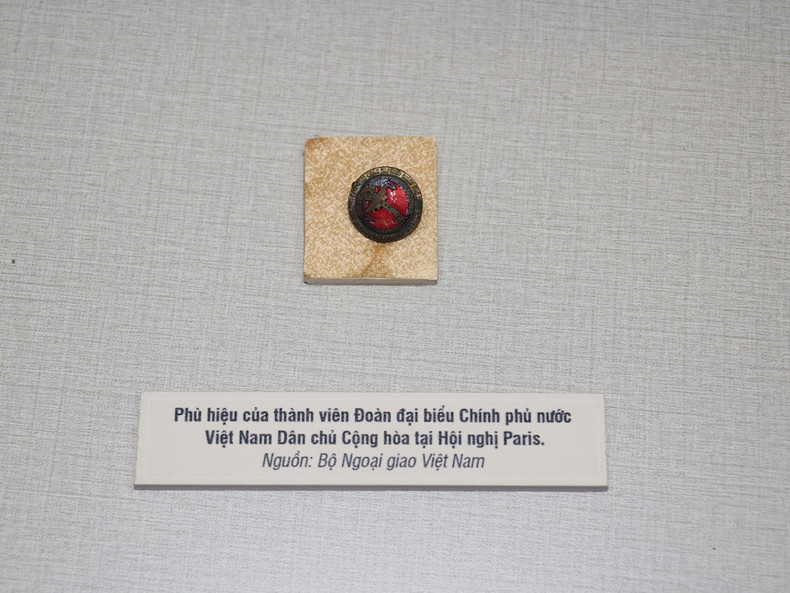 Phù hiệu của thành viên Đoàn đại biểu Chính phủ nước
Việt Nam Dân chủ Cộng hòa tại Hội nghị Paris.
Nguồn: Bộ Ngoại giao Việt Nam